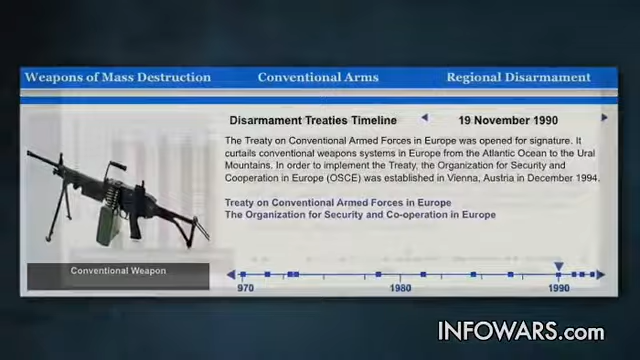 Weapons of Mass Destruction
Conventional Arms
Regional Disarmament
Disarmament Treaties Timeline
19 November 1990
The Treaty on Conventional Armed Forces in Europe was opened for signature. It
curtails conventional weapons systems in Europe from the Atlantic Ocean to the Ural
Mountains. In order to implement the Treaty, the Organization for Security and
Cooperation in Europe (OSCE) was established in Vienna, Austria in December 1994.
Treaty on Conventional Armed Forces in Europe
The Organization for Security and Co-operation in Europe
Conventional Weapon
970
1980
1990
INFOWARS.com